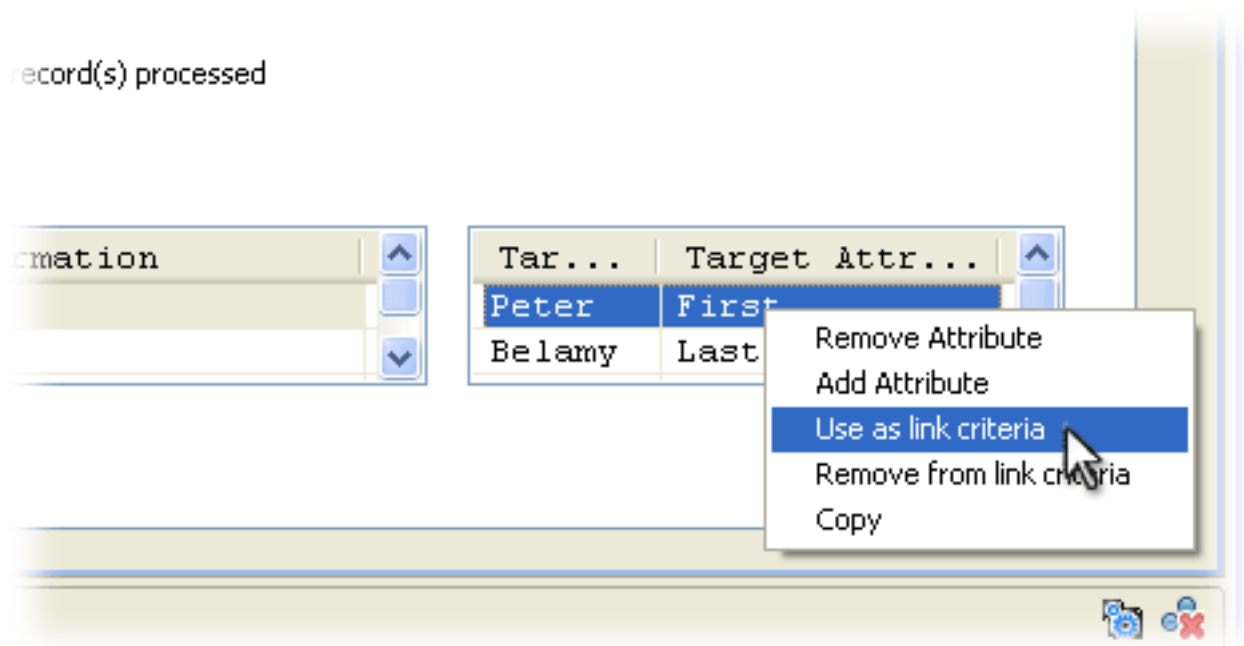 record(s) processed
rmation
Tar... Target Attr...
Peter First
Belamy Last
Remove Attribute
Add Attribute
Use as link criteria
Remove from link criteria
Copy